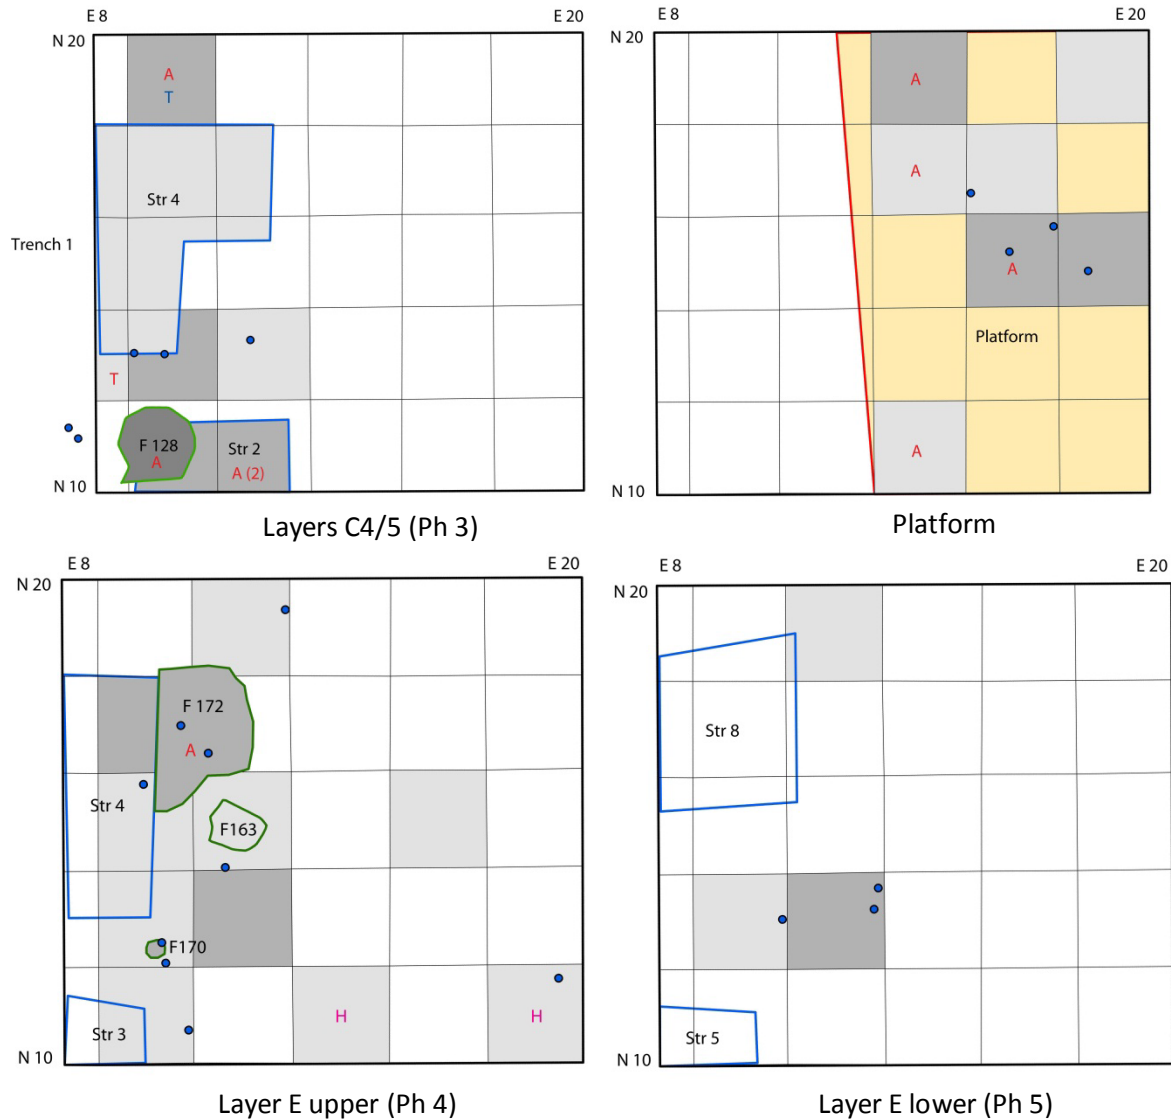 E 8
E 20
N 20
A
T
Str 4
Trench 1
T
F 128
A
Str 2
A (2)
N 10
Layers C4/5 (Ph 3)
E 8
E 20
N 20
A
A
A
Platform
A
N 10
Platform
E 8
E 20
N 20
F 172
A
Str 4
F163
F170
Str 3
H
H
N 10
Layer E upper (Ph 4)
E 8
E 20
N 20
Str 8
Str 5
N 10
Layer E lower (Ph 5)